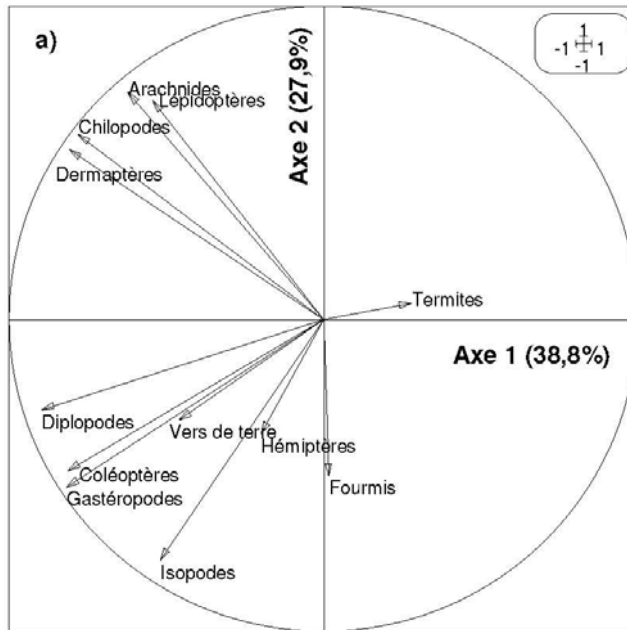 a)
1
-1 1
-1
Axe 2 (27,9%)
Arachnides
Lépidoptères
Chilopodes
Dermaptères
Termites
Axe 1 (38,8%)
Diplopodes
Vers de terre
Hémiptères
Coléoptères
Gastéropodes
Fourmis
Isopodes